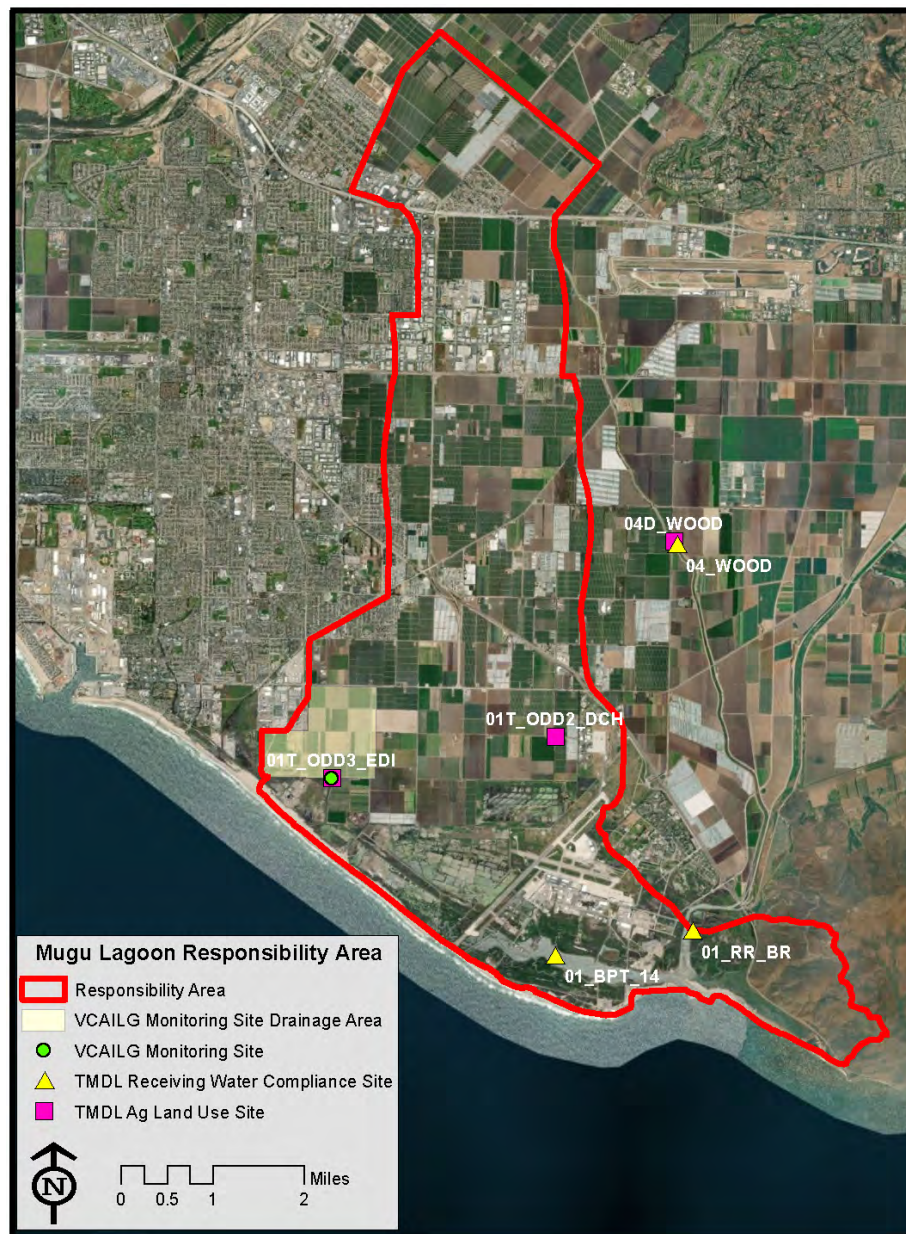 04D_WOOD
04_WOOD
01T_ODD2_DCH
01T_ODD3_EDI
01_RR_BR
01_BPT_14
Mugu Lagoon Responsibility Area
Responsibility Area
VCAILG Monitoring Site Drainage Area
VCAILG Monitoring Site
TMDL Receiving Water Compliance Site
TMDL Ag Land Use Site
N
Miles
0 0.5 1 2